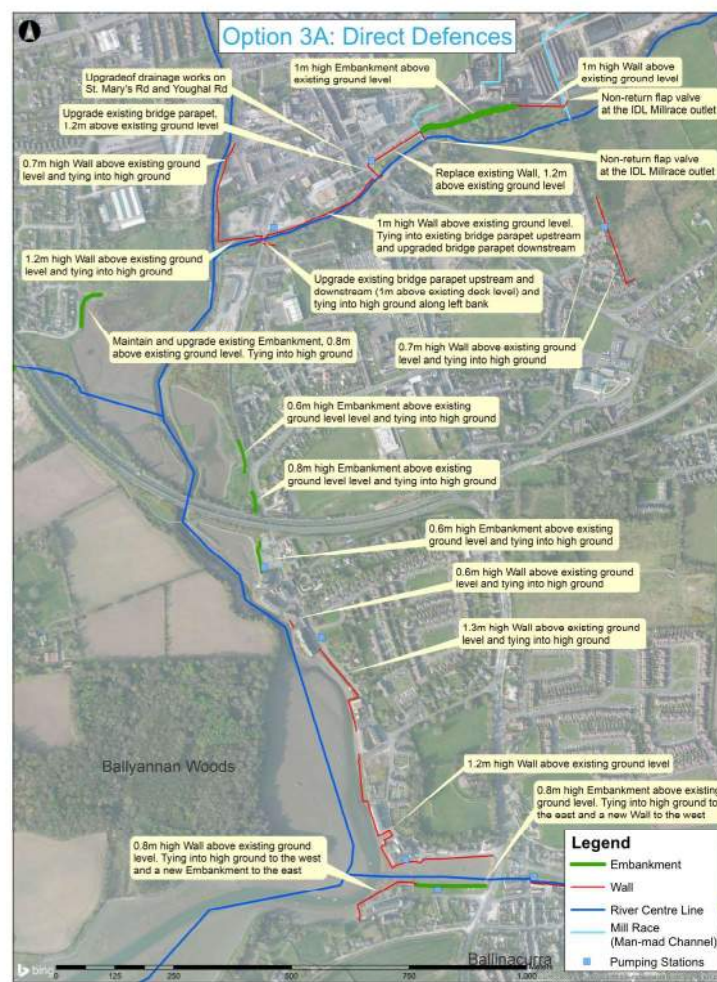 Option 3A: Direct Defences
Upgradeof drainage works on
St. Mary's Rd and Youghal Rd
1m high Embankment above
existing ground level
1m high Wall above
existing ground level
Upgrade existing bridge parapet,
1.2m above existing ground level
Non-return flap valve
at the IDL Millrace outlet
0.7m high Wall above existing ground
level and tying into high ground
Replace existing Wall, 1.2m
above existing ground level
Non-return flap valve
at the IDL Millrace outlet
1m high Wall above existing ground level.
Tying into existing bridge parapet upstream
and upgraded bridge parapet downstream
1.2m high Wall above existing ground
level and tying into high ground
Upgrade existing bridge parapet upstream and
downstream (1m above existing deck level) and
tying into high ground along left bank
Maintain and upgrade existing Embankment, 0.8m
above existing ground level. Tying into high ground
0.7m high Wall above existing ground
level and tying into high ground
0.6m high Embankment above existing
ground level level and tying into high ground
0.8m high Embankment above existing
ground level level and tying into high ground
0.6m high Embankment above existing
ground level and tying into high ground
0.6m high Wall above existing ground
level and tying into high ground
1.3m high Wall above existing ground
level and tying into high ground
Ballyannan Woods
1.2m high Wall above existing ground level
0.8m high Embankment above existing
ground level. Tying into high ground to
the east and a new Wall to the west
0.8m high Wall above existing ground
level. Tying into high ground to the west
and a new Embankment to the east
Legend
Embankment
Wall
River Centre Line
Mill Race
(Man-mad Channel)
Pumping Stations
Ballinacurra
bing
0 125 250 500 750 1,000